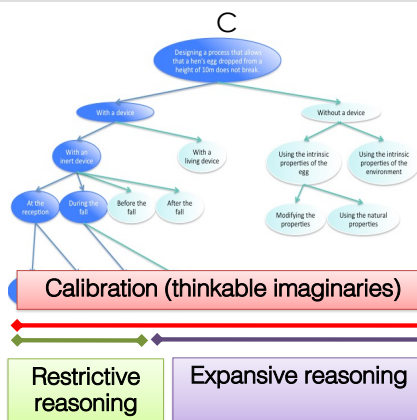 C
Designing a process that allows
that a hen's egg dropped from a
height of 10m does not break.
With a device
Without a device
With an
inert device
With a
living device
Using the intrinsic
properties of the
egg
Using the intrinsic
properties of the
environment
At the
reception
During the
fall
Before the
fall
After the
fall
Modifying the
properties
Using the natural
properties
Calibration (thinkable imaginaries)
Restrictive
reasoning
Expansive reasoning